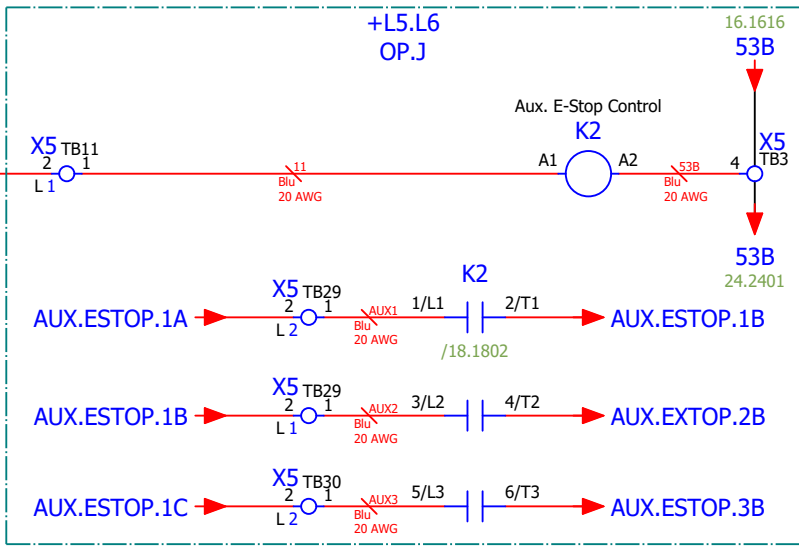 +L5.L6
OP.J
16.1616
53B
Aux. E-Stop Control
K2
X5 TB11
2 1
L 1
11
Blu
20 AWG
A1 A2
53B
Blu
20 AWG
4 X5
TB3
53B
24.2401
AUX.ESTOP.1A
X5 TB29
2 1
L 2
AUX1
Blu
20 AWG
1/L1
K2
2/T1
/18.1802
AUX.ESTOP.1B
AUX.ESTOP.1B
X5 TB29
2 1
L 1
AUX2
Blu
20 AWG
3/L2
4/T2
AUX.EXTOP.2B
AUX.ESTOP.1C
X5 TB30
2 1
L 2
AUX3
Blu
20 AWG
5/L3
6/T3
AUX.ESTOP.3B